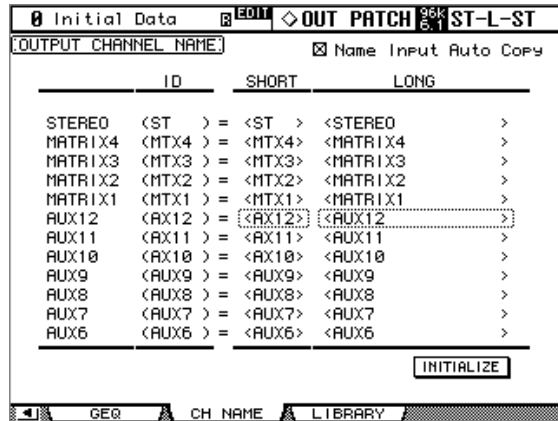 0 Initial Data R EDIT ◇OUT PATCH 96k 6.1 ST-L-ST
OUTPUT CHANNEL NAME ☒ Name Input Auto Copy
ID SHORT LONG
STEREO (ST ) = <ST > <STEREO >
MATRIX4 (MTX4 ) = <MTX4> <MATRIX4 >
MATRIX3 (MTX3 ) = <MTX3> <MATRIX3 >
MATRIX2 (MTX2 ) = <MTX2> <MATRIX2 >
MATRIX1 (MTX1 ) = <MTX1> <MATRIX1 >
AUX12 (AX12 ) = <AX12> <AUX12 >
AUX11 (AX11 ) = <AX11> <AUX11 >
AUX10 (AX10 ) = <AX10> <AUX10 >
AUX9 (AUX9 ) = <AUX9> <AUX9 >
AUX8 (AUX8 ) = <AUX8> <AUX8 >
AUX7 (AUX7 ) = <AUX7> <AUX7 >
AUX6 (AUX6 ) = <AUX6> <AUX6 >
INITIALIZE
GEQ CH NAME LIBRARY